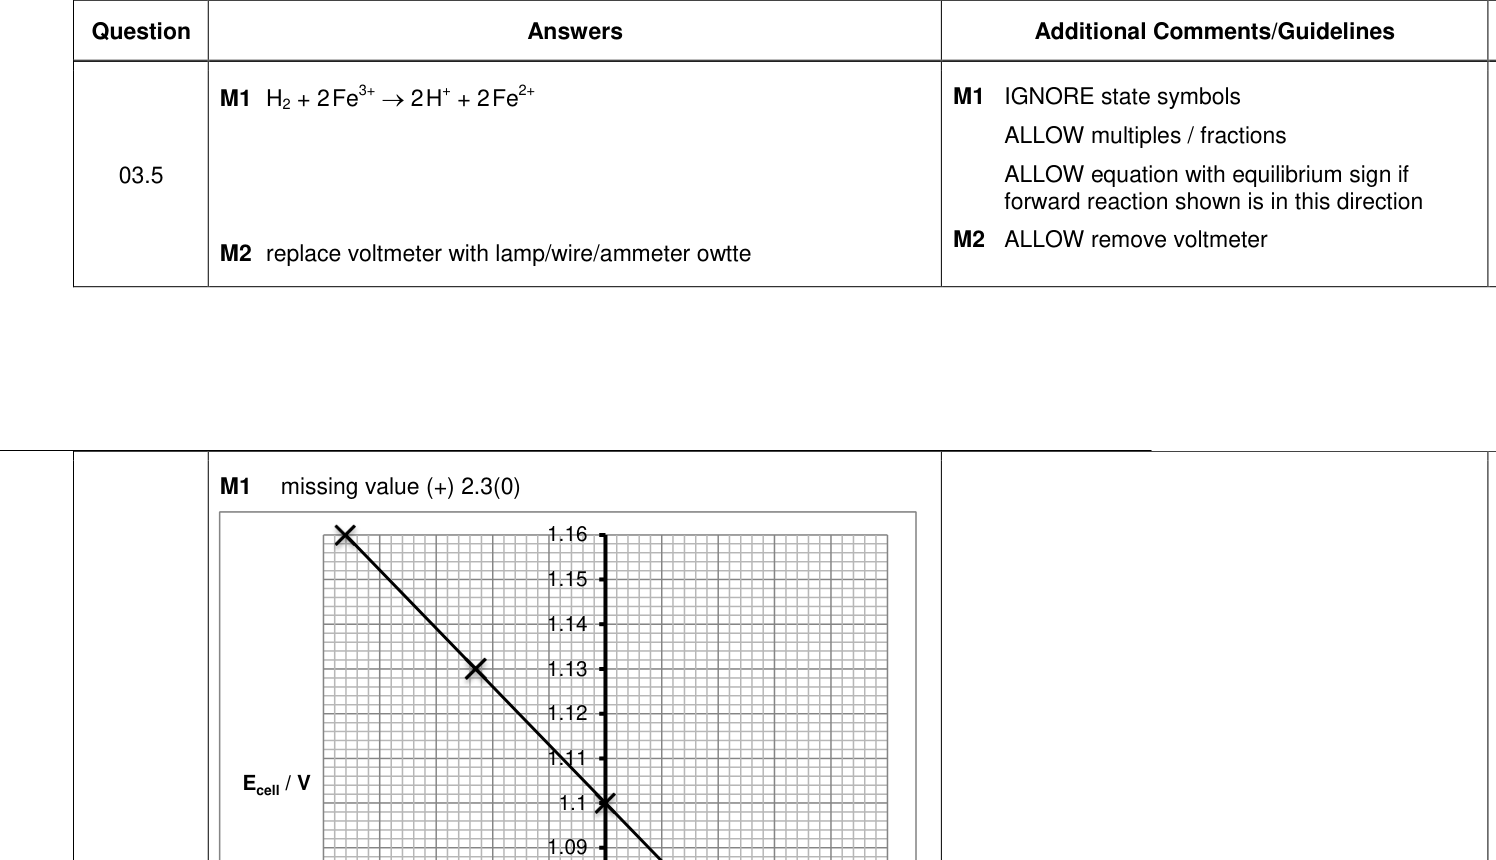 Question
Answers
Additional Comments/Guidelines
03.5
M1 H₂ + 2Fe³⁺ → 2H⁺ + 2Fe²⁺
M2 replace voltmeter with lamp/wire/ammeter owtte
M1 IGNORE state symbols
ALLOW multiples / fractions
ALLOW equation with equilibrium sign if
forward reaction shown is in this direction
M2 ALLOW remove voltmeter
M1 missing value (+) 2.3(0)
1.16
1.15
1.14
1.13
1.12
1.11
E_cell / V
1.1
1.09